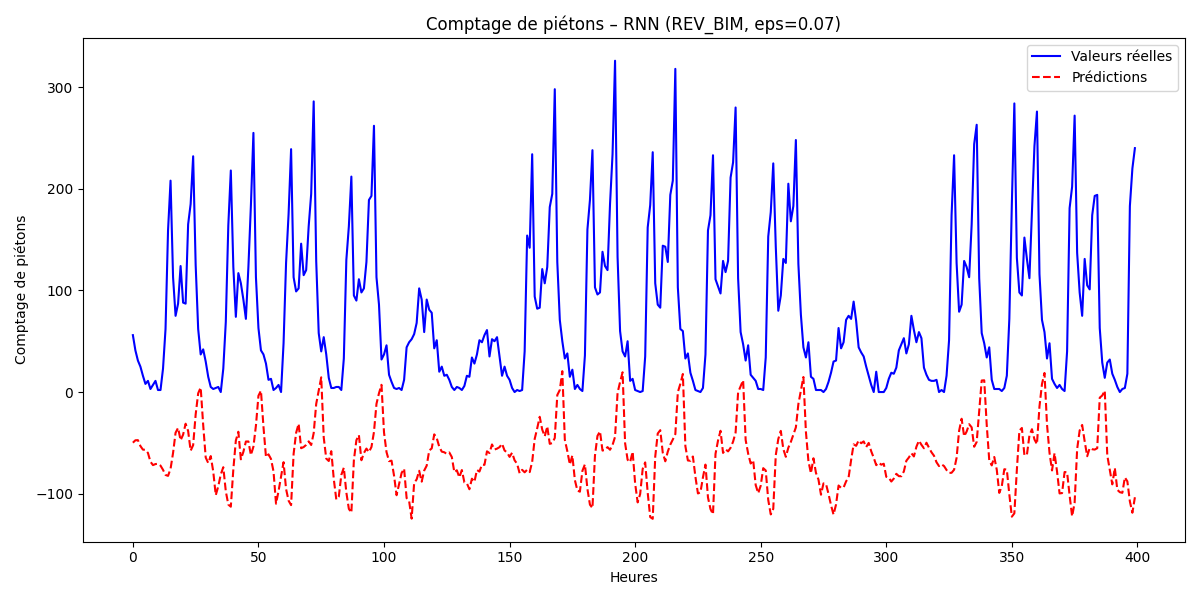 Comptage de piétons – RNN (REV_BIM, eps=0.07)
Valeurs réelles
Prédictions
Comptage de piétons
300
200
100
0
−100
0 50 100 150 200 250 300 350 400
Heures